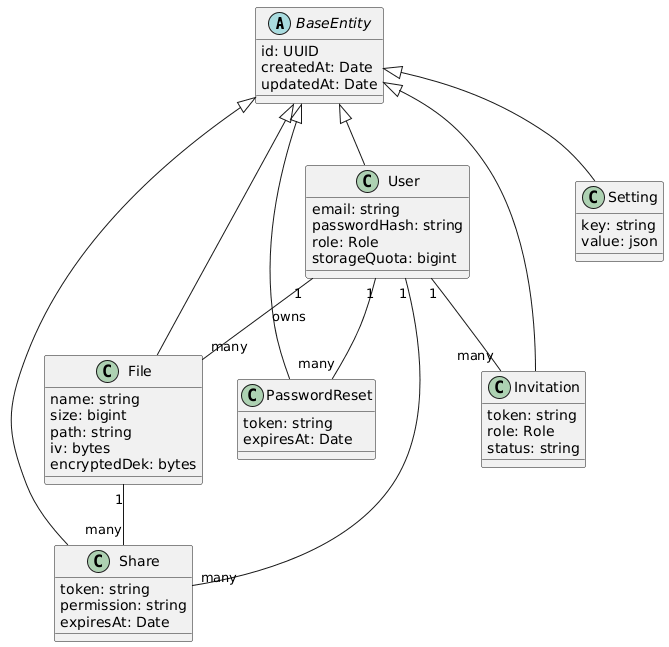 A BaseEntity
id: UUID
createdAt: Date
updatedAt: Date
C User
email: string
passwordHash: string
role: Role
storageQuota: bigint
C Setting
key: string
value: json
1
1
1
1
owns
many
many
many
C File
name: string
size: bigint
path: string
iv: bytes
encryptedDek: bytes
C PasswordReset
token: string
expiresAt: Date
C Invitation
token: string
role: Role
status: string
1
many
many
C Share
token: string
permission: string
expiresAt: Date